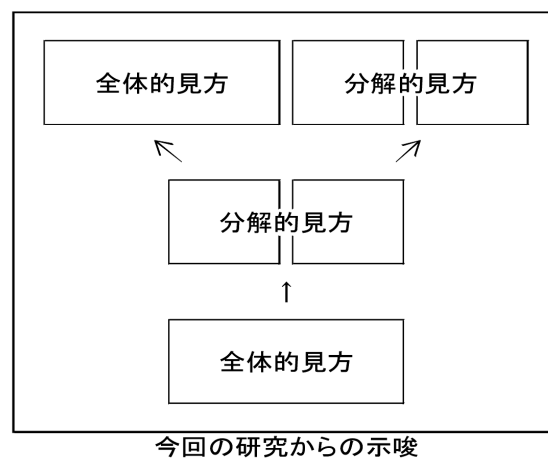 全体的見方 分解的見方
分解的見方
全体的見方
今回の研究からの示唆